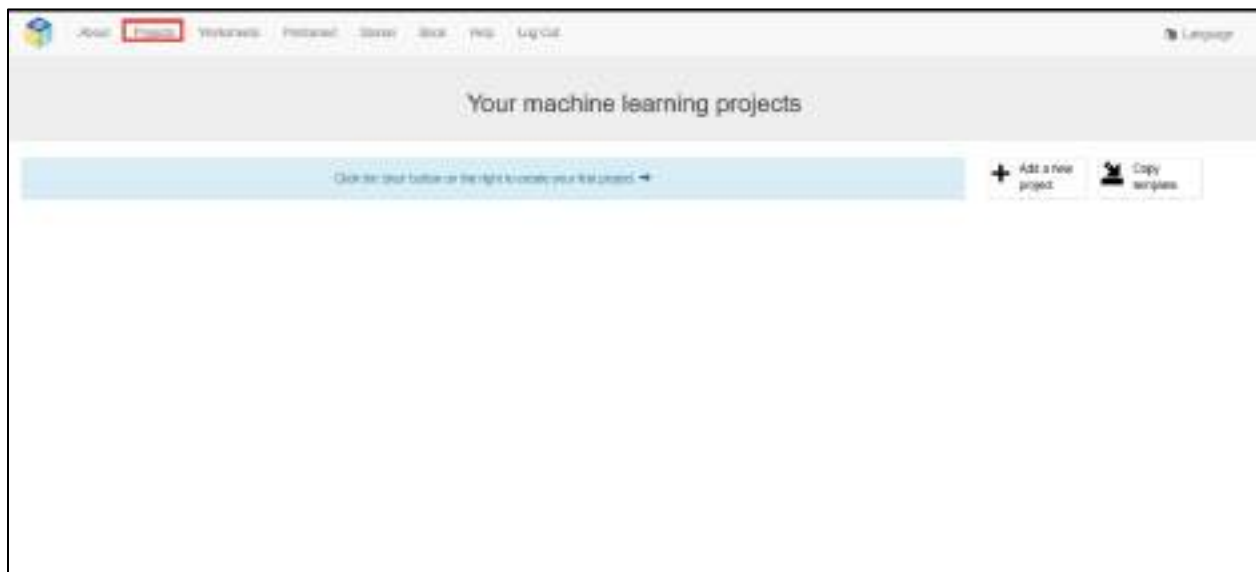 About Projects Worksheets Pretrained Stories Book Help Log Out Language
Your machine learning projects
Click the button on the right to create your first project. ➔
Add a new
project
Copy
template